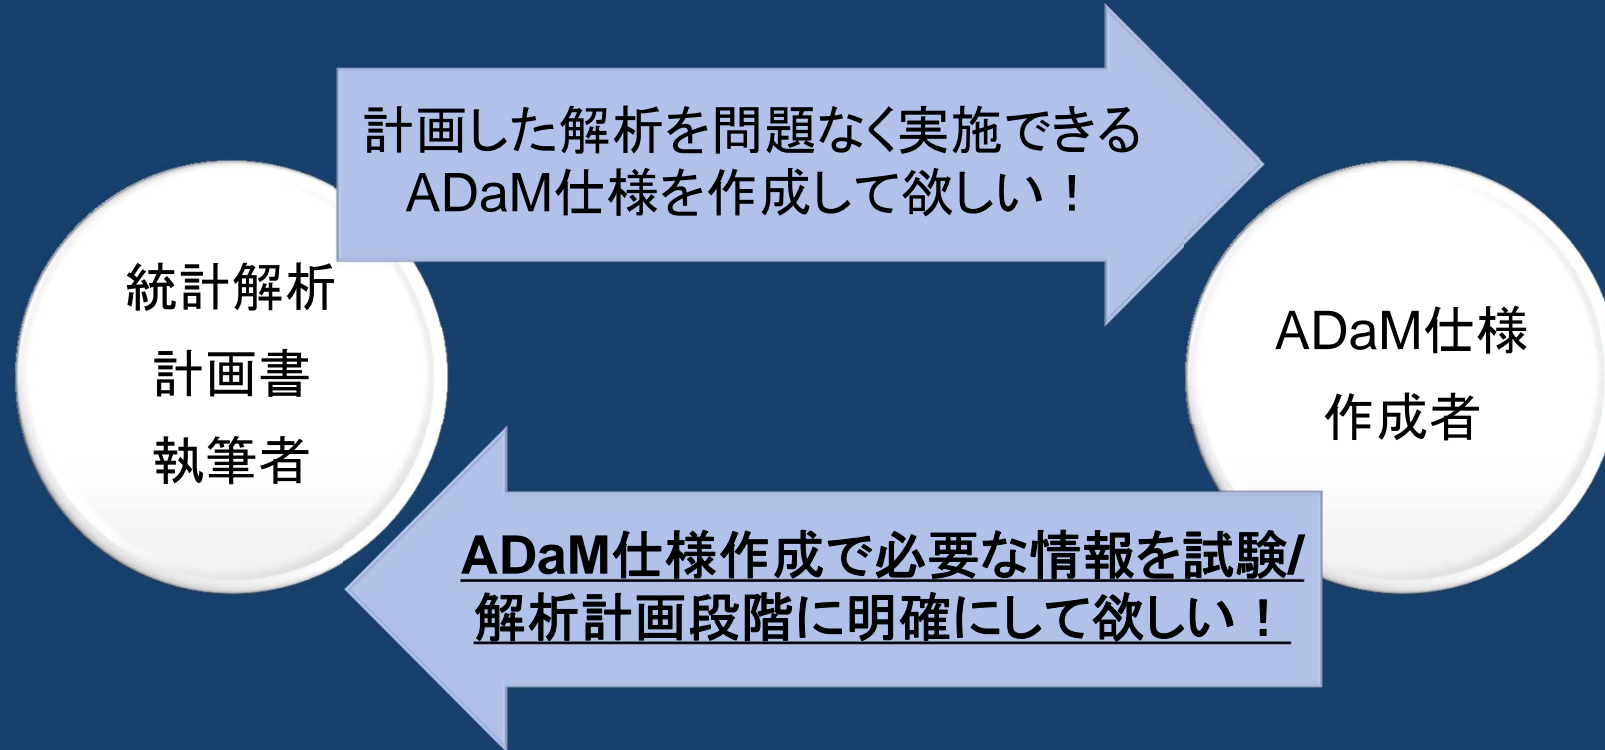 計画した解析を問題なく実施できる
ADaM仕様を作成して欲しい！
統計解析
計画書
執筆者
ADaM仕様
作成者
ADaM仕様作成で必要な情報を試験/
解析計画段階に明確にして欲しい！